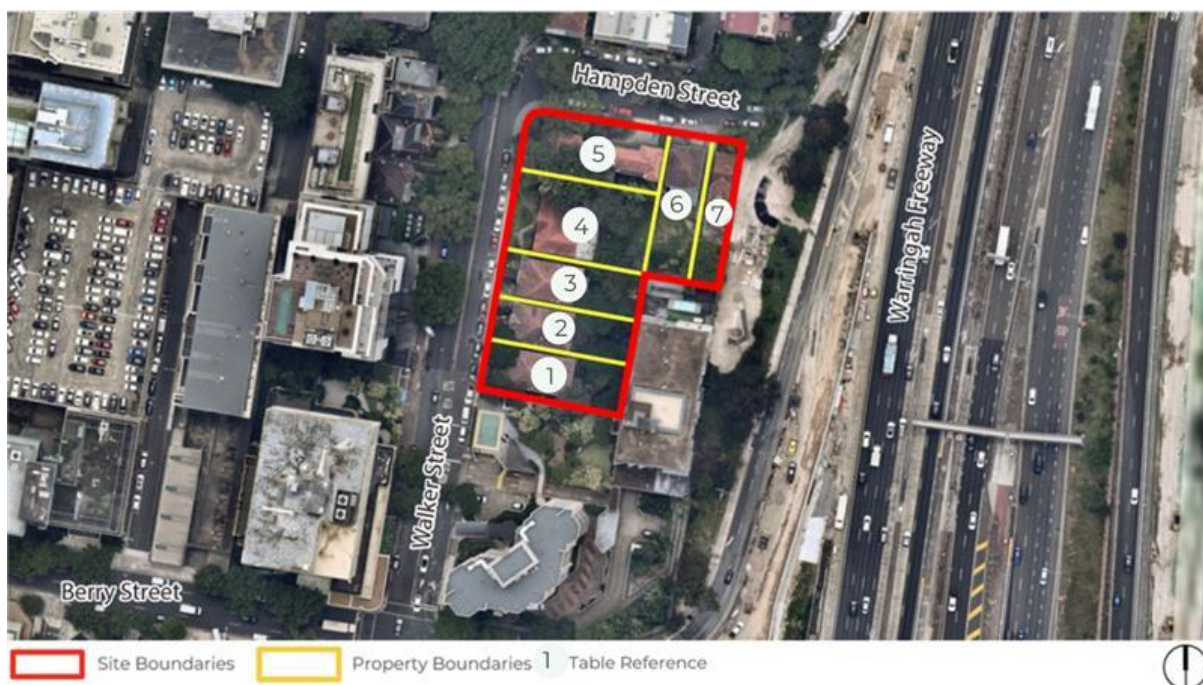 Hampden Street
5
6
7
4
3
2
1
Warringah Freeway
Walker Street
Berry Street
Site Boundaries Property Boundaries 1 Table Reference